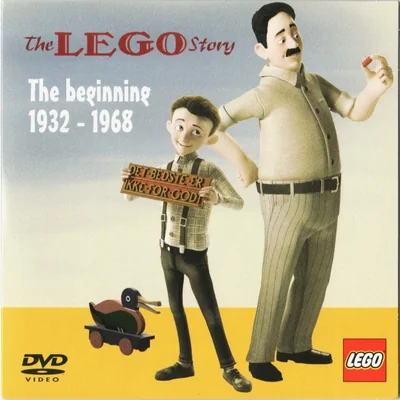 The LEGO Story
The beginning
1932 - 1968
DET·BEDSTE·ER
IKKE·FOR·GODT
DVD
VIDEO
LEGO